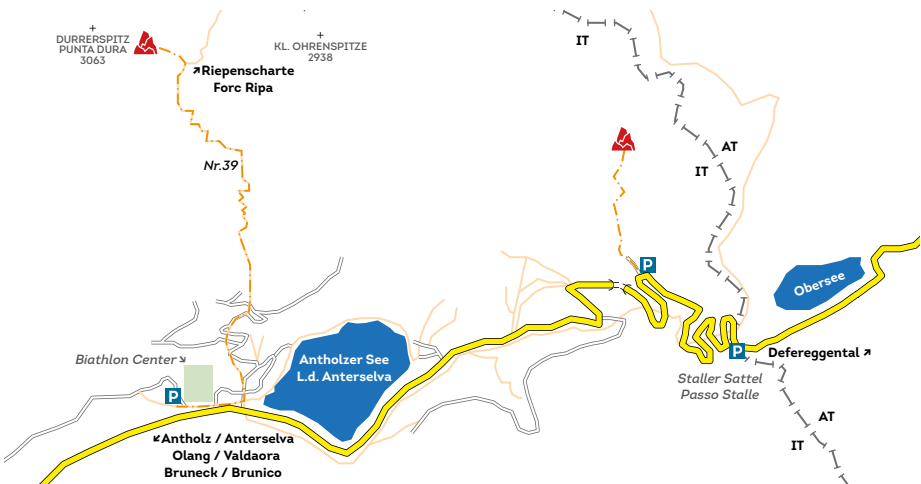 DURRERSPITZ
PUNTA DURA
3063
KL. OHRENSPITZE
2938
IT
↗Riepenscharte
Forc Ripa
Nr.39
AT
IT
P
Obersee
Antholzer See
L.d. Anterselva
Biathlon Center↘
P
P
Defereggental ↗
Staller Sattel
Passo Stalle
↙Antholz / Anterselva
Olang / Valdaora
Bruneck / Brunico
AT
IT